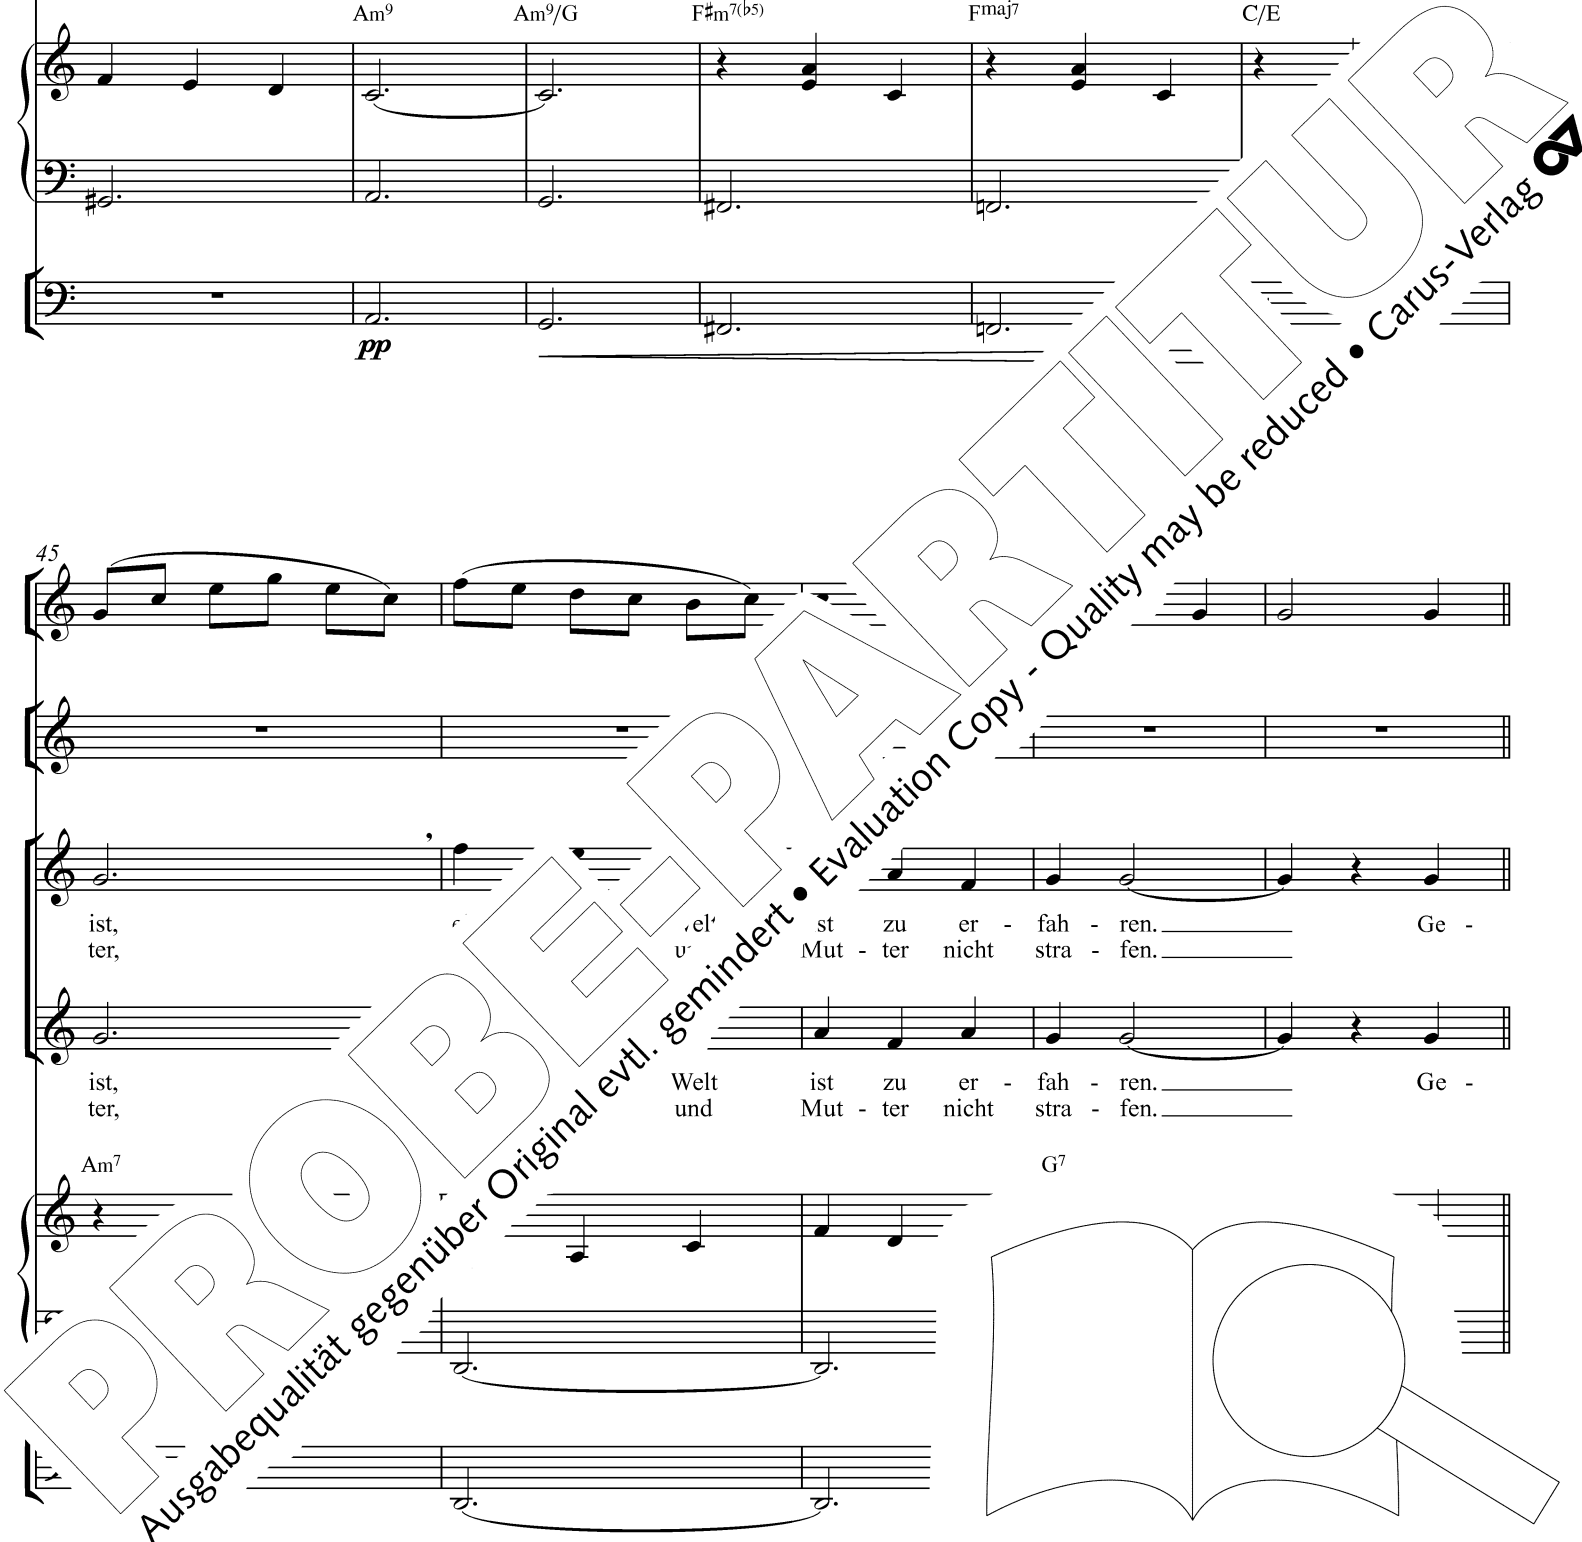 Am9 Am9/G F♯m7(♭5) Fmaj7 C/E
pp
45
ist, st zu er - fah - ren. Ge -
ter, Mut - ter nicht stra - fen.
ist, Welt ist zu er - fah - ren. Ge -
ter, und Mut - ter nicht stra - fen.
Am7 G7
PROBE-PARTITUR
Ausgabequalität gegenüber Original evtl. gemindert • Evaluation Copy - Quality may be reduced • Carus-Verlag